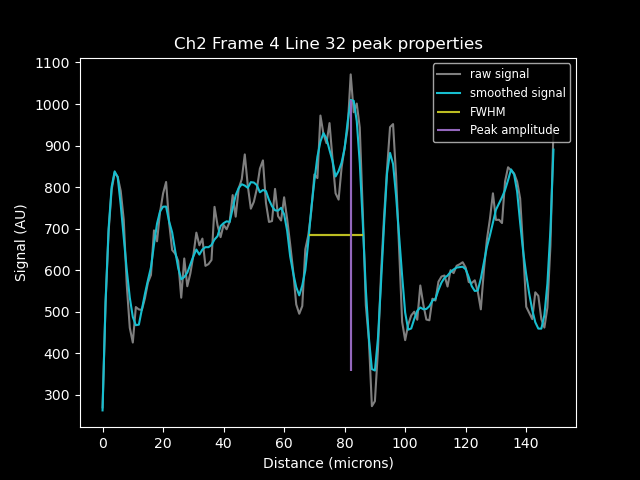 Ch2 Frame 4 Line 32 peak properties
raw signal
smoothed signal
FWHM
Peak amplitude
Signal (AU)
1100
1000
900
800
700
600
500
400
300
0 20 40 60 80 100 120 140
Distance (microns)